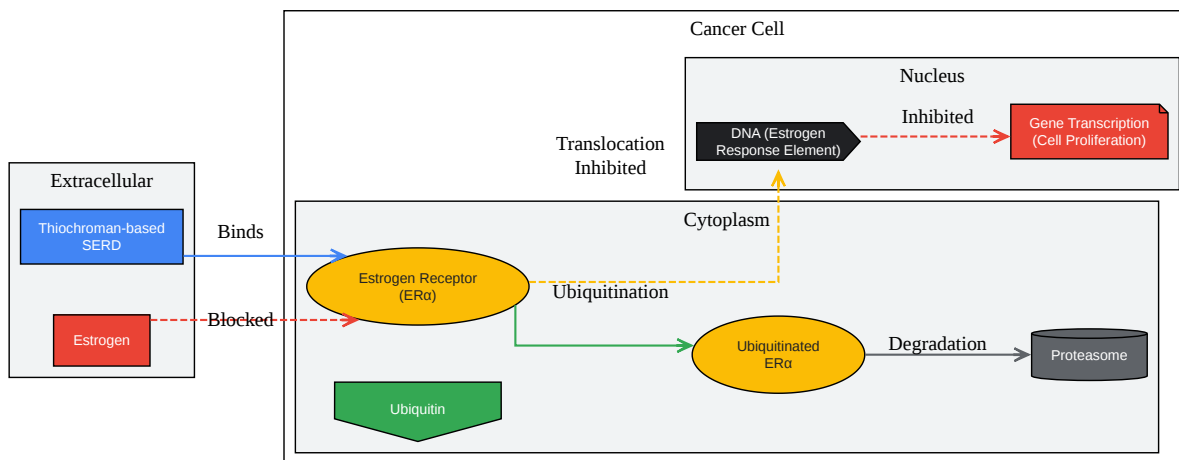 Cancer Cell
Nucleus
DNA (Estrogen
Response Element)
Inhibited
Gene Transcription
(Cell Proliferation)
Translocation
Inhibited
Extracellular
Thiochroman-based
SERD
Binds
Estrogen
Blocked
Cytoplasm
Estrogen Receptor
(ERα)
Ubiquitination
Ubiquitinated
ERα
Degradation
Proteasome
Ubiquitin